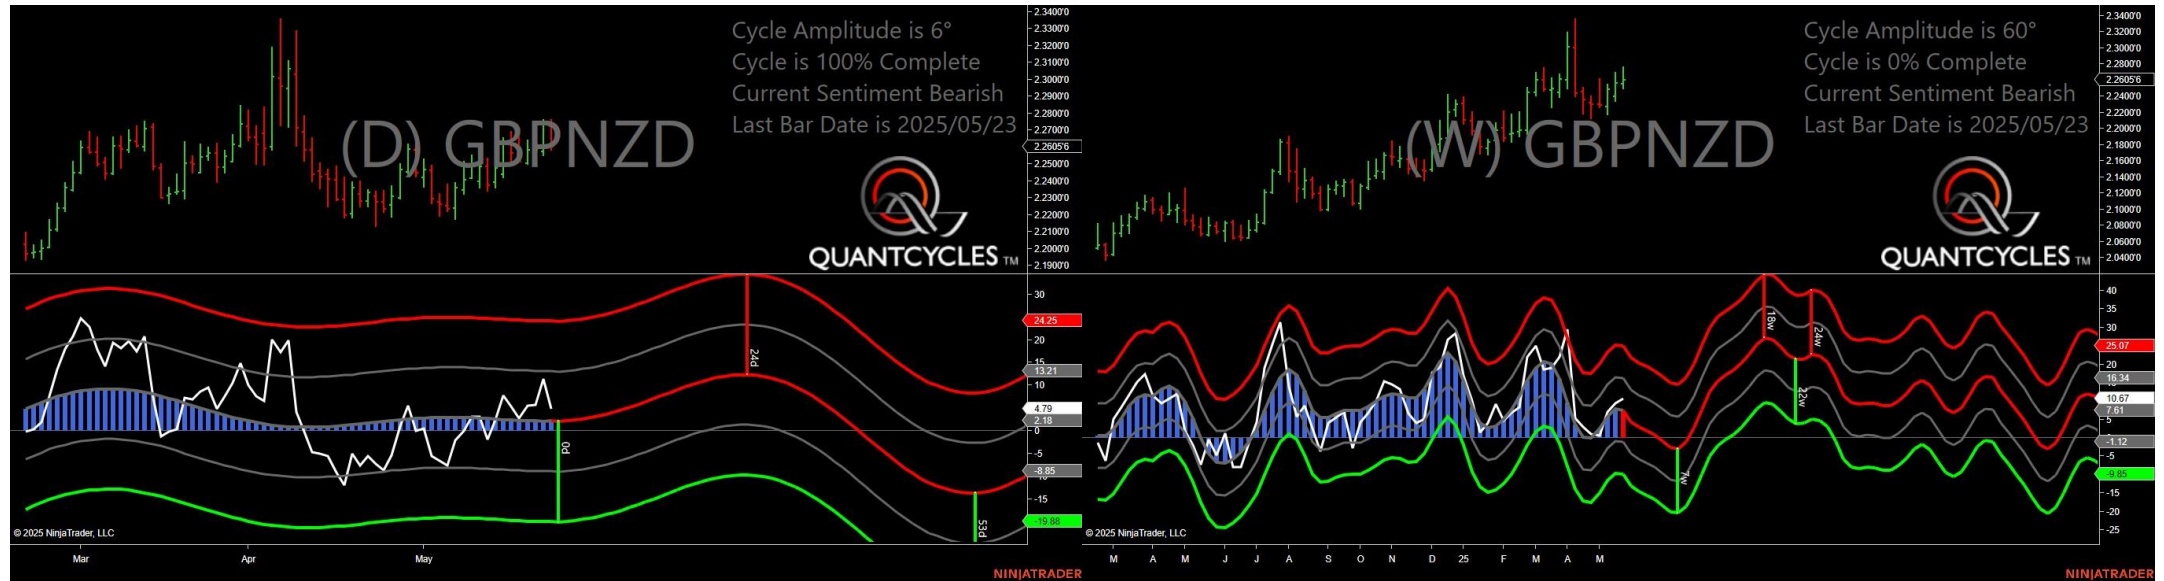 Cycle Amplitude is 6°
Cycle is 100% Complete
Current Sentiment Bearish
Last Bar Date is 2025/05/23
(D) GBPNZD
QUANTCYCLES TM
2.3400'0
2.3300'0
2.3200'0
2.3100'0
2.3000'0
2.2900'0
2.2800'0
2.2700'0
2.2605'6
2.2500'0
2.2400'0
2.2300'0
2.2200'0
2.2100'0
2.2000'0
2.1900'0
30
24.25
20
15
13.21
10
4.79
2.18
0
-5
-8.85
-15
-19.88
0d
24d
53d
© 2025 NinjaTrader, LLC
Mar Apr May
NINJATRADER
Cycle Amplitude is 60°
Cycle is 0% Complete
Current Sentiment Bearish
Last Bar Date is 2025/05/23
(W) GBPNZD
QUANTCYCLES TM
2.3400'0
2.3200'0
2.3000'0
2.2800'0
2.2605'6
2.2400'0
2.2200'0
2.2000'0
2.1800'0
2.1600'0
2.1400'0
2.1200'0
2.1000'0
2.0800'0
2.0600'0
2.0400'0
40
35
30
25.07
20
16.34
10.67
7.61
5
-1.12
-5
-9.85
-15
-20
-25
7w
18w
22w
24w
© 2025 NinjaTrader, LLC
M A M J J A S O N D 25 F M A M
NINJATRADER